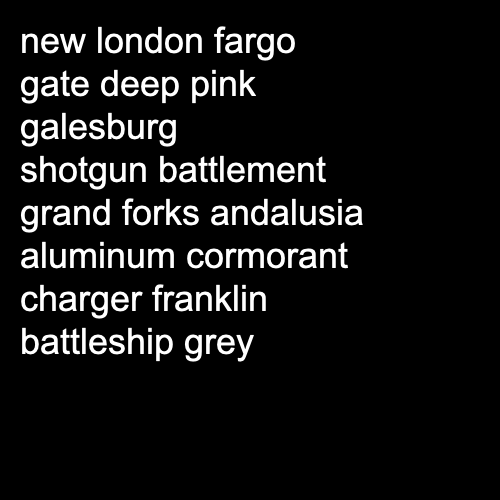 new london fargo
gate deep pink
galesburg
shotgun battlement
grand forks andalusia
aluminum cormorant
charger franklin
battleship grey